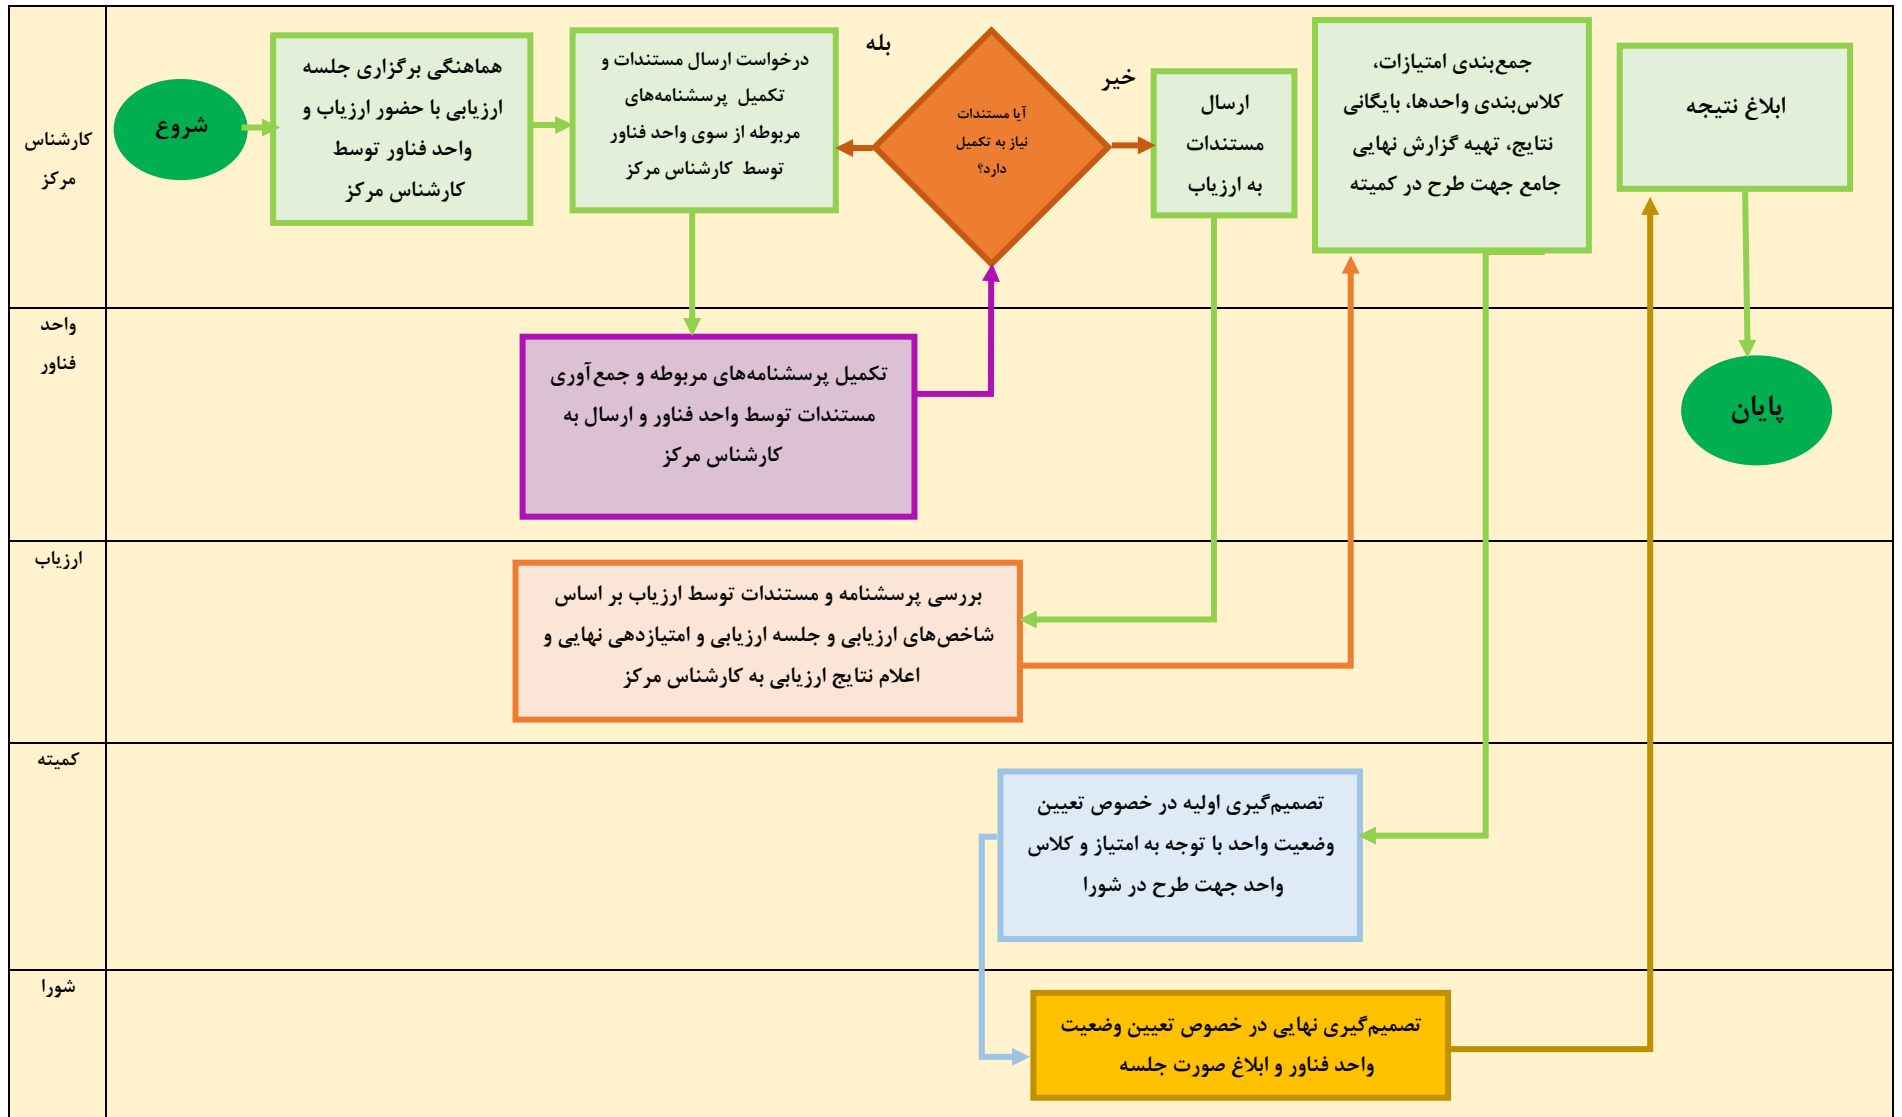 کارشناس
مرکز
شروع
هماهنگی برگزاری جلسه
ارزیابی با حضور ارزیاب و
واحد فناور توسط
کارشناس مرکز
درخواست ارسال مستندات و
تکمیل پرسشنامه‌های
مربوطه از سوی واحد فناور
توسط کارشناس مرکز
بله
آیا مستندات
نیاز به تکمیل
دارد؟
خیر
ارسال
مستندات
به ارزیاب
جمع‌بندی امتیازات،
کلاس‌بندی واحدها، بایگانی
نتایج، تهیه گزارش نهایی
جامع جهت طرح در کمیته
ابلاغ نتیجه
واحد
فناور
تکمیل پرسشنامه‌های مربوطه و جمع‌آوری
مستندات توسط واحد فناور و ارسال به
کارشناس مرکز
پایان
ارزیاب
بررسی پرسشنامه و مستندات توسط ارزیاب بر اساس
شاخص‌های ارزیابی و جلسه ارزیابی و امتیازدهی نهایی و
اعلام نتایج ارزیابی به کارشناس مرکز
کمیته
تصمیم‌گیری اولیه در خصوص تعیین
وضعیت واحد با توجه به امتیاز و کلاس
واحد جهت طرح در شورا
شورا
تصمیم‌گیری نهایی در خصوص تعیین وضعیت
واحد فناور و ابلاغ صورت جلسه